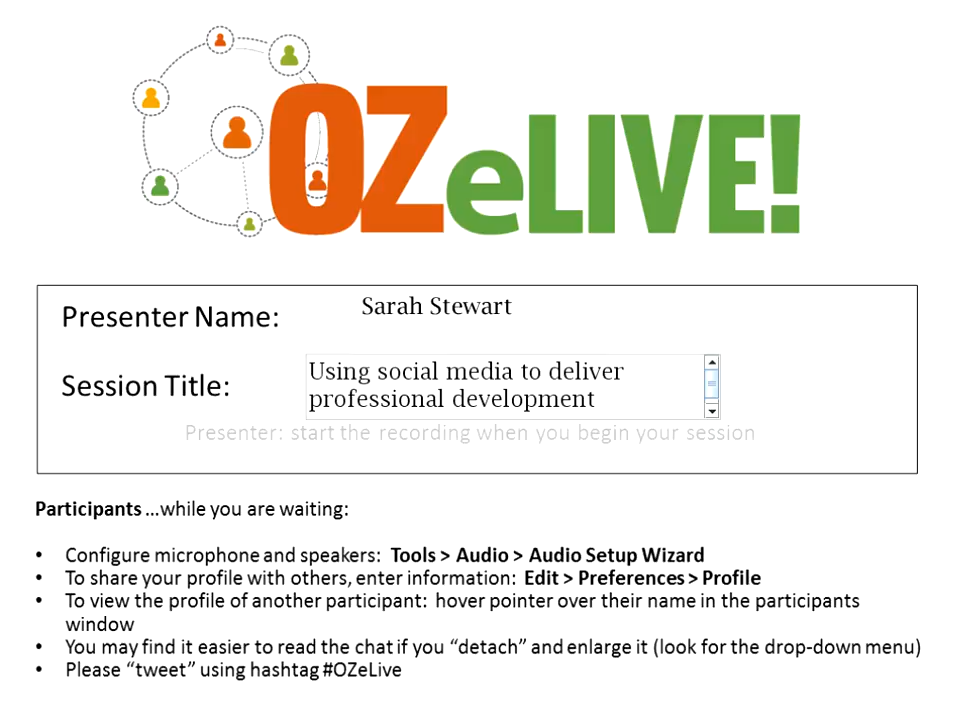 OZeLIVE!
Presenter Name:
Sarah Stewart
Session Title:
Using social media to deliver
professional development
Presenter: start the recording when you begin your session
Participants ...while you are waiting:
• Configure microphone and speakers: Tools > Audio > Audio Setup Wizard
• To share your profile with others, enter information: Edit > Preferences > Profile
• To view the profile of another participant: hover pointer over their name in the participants
window
• You may find it easier to read the chat if you “detach” and enlarge it (look for the drop-down menu)
• Please “tweet” using hashtag #OZeLive